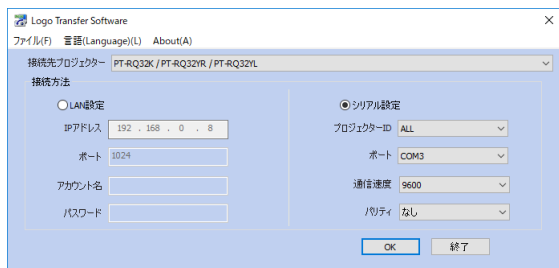 Logo Transfer Software
ファイル(F) 言語(Language)(L) About(A)
接続先プロジェクター PT-RQ32K / PT-RQ32YR / PT-RQ32YL
接続方法
LAN設定
IPアドレス 192 . 168 . 0 . 8
ポート 1024
アカウント名
パスワード
シリアル設定
プロジェクターID ALL
ポート COM3
通信速度 9600
パリティ なし
OK 終了